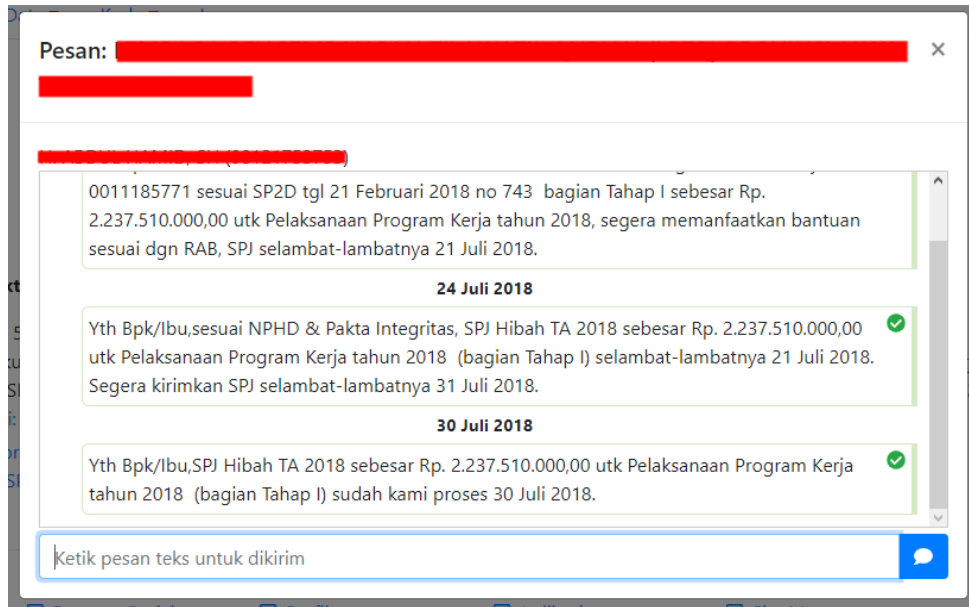 Pesan:
×
0011185771 sesuai SP2D tgl 21 Februari 2018 no 743 bagian Tahap I sebesar Rp.
2.237.510.000,00 utk Pelaksanaan Program Kerja tahun 2018, segera memanfaatkan bantuan
sesuai dgn RAB, SPJ selambat-lambatnya 21 Juli 2018.
24 Juli 2018
Yth Bpk/Ibu,sesuai NPHD & Pakta Integritas, SPJ Hibah TA 2018 sebesar Rp. 2.237.510.000,00
utk Pelaksanaan Program Kerja tahun 2018 (bagian Tahap I) selambat-lambatnya 21 Juli 2018.
Segera kirimkan SPJ selambat-lambatnya 31 Juli 2018.
30 Juli 2018
Yth Bpk/Ibu,SPJ Hibah TA 2018 sebesar Rp. 2.237.510.000,00 utk Pelaksanaan Program Kerja
tahun 2018 (bagian Tahap I) sudah kami proses 30 Juli 2018.
Ketik pesan teks untuk dikirim